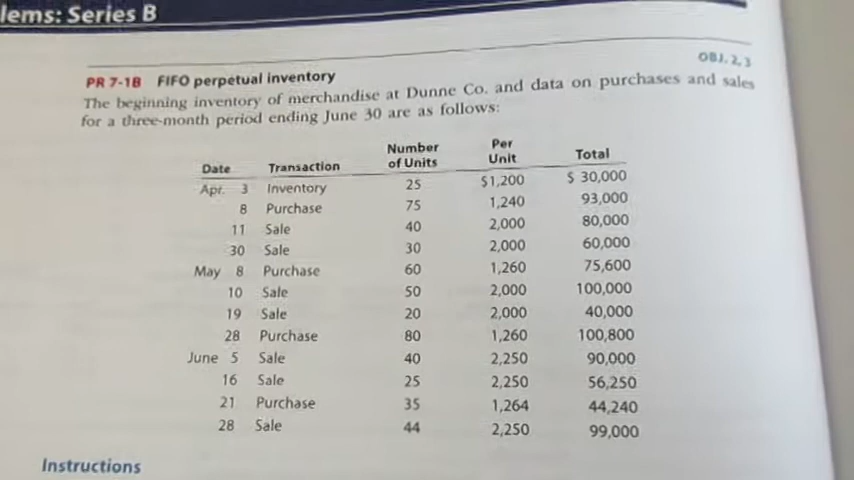 lems: Series B
OBJ. 2, 3
PR 7-1B FIFO perpetual inventory
The beginning inventory of merchandise at Dunne Co. and data on purchases and sales
for a three-month period ending June 30 are as follows:
Number Per
Date Transaction of Units Unit Total
Apr. 3 Inventory 25 $1,200 $ 30,000
8 Purchase 75 1,240 93,000
11 Sale 40 2,000 80,000
30 Sale 30 2,000 60,000
May 8 Purchase 60 1,260 75,600
10 Sale 50 2,000 100,000
19 Sale 20 2,000 40,000
28 Purchase 80 1,260 100,800
June 5 Sale 40 2,250 90,000
16 Sale 25 2,250 56,250
21 Purchase 35 1,264 44,240
28 Sale 44 2,250 99,000
Instructions